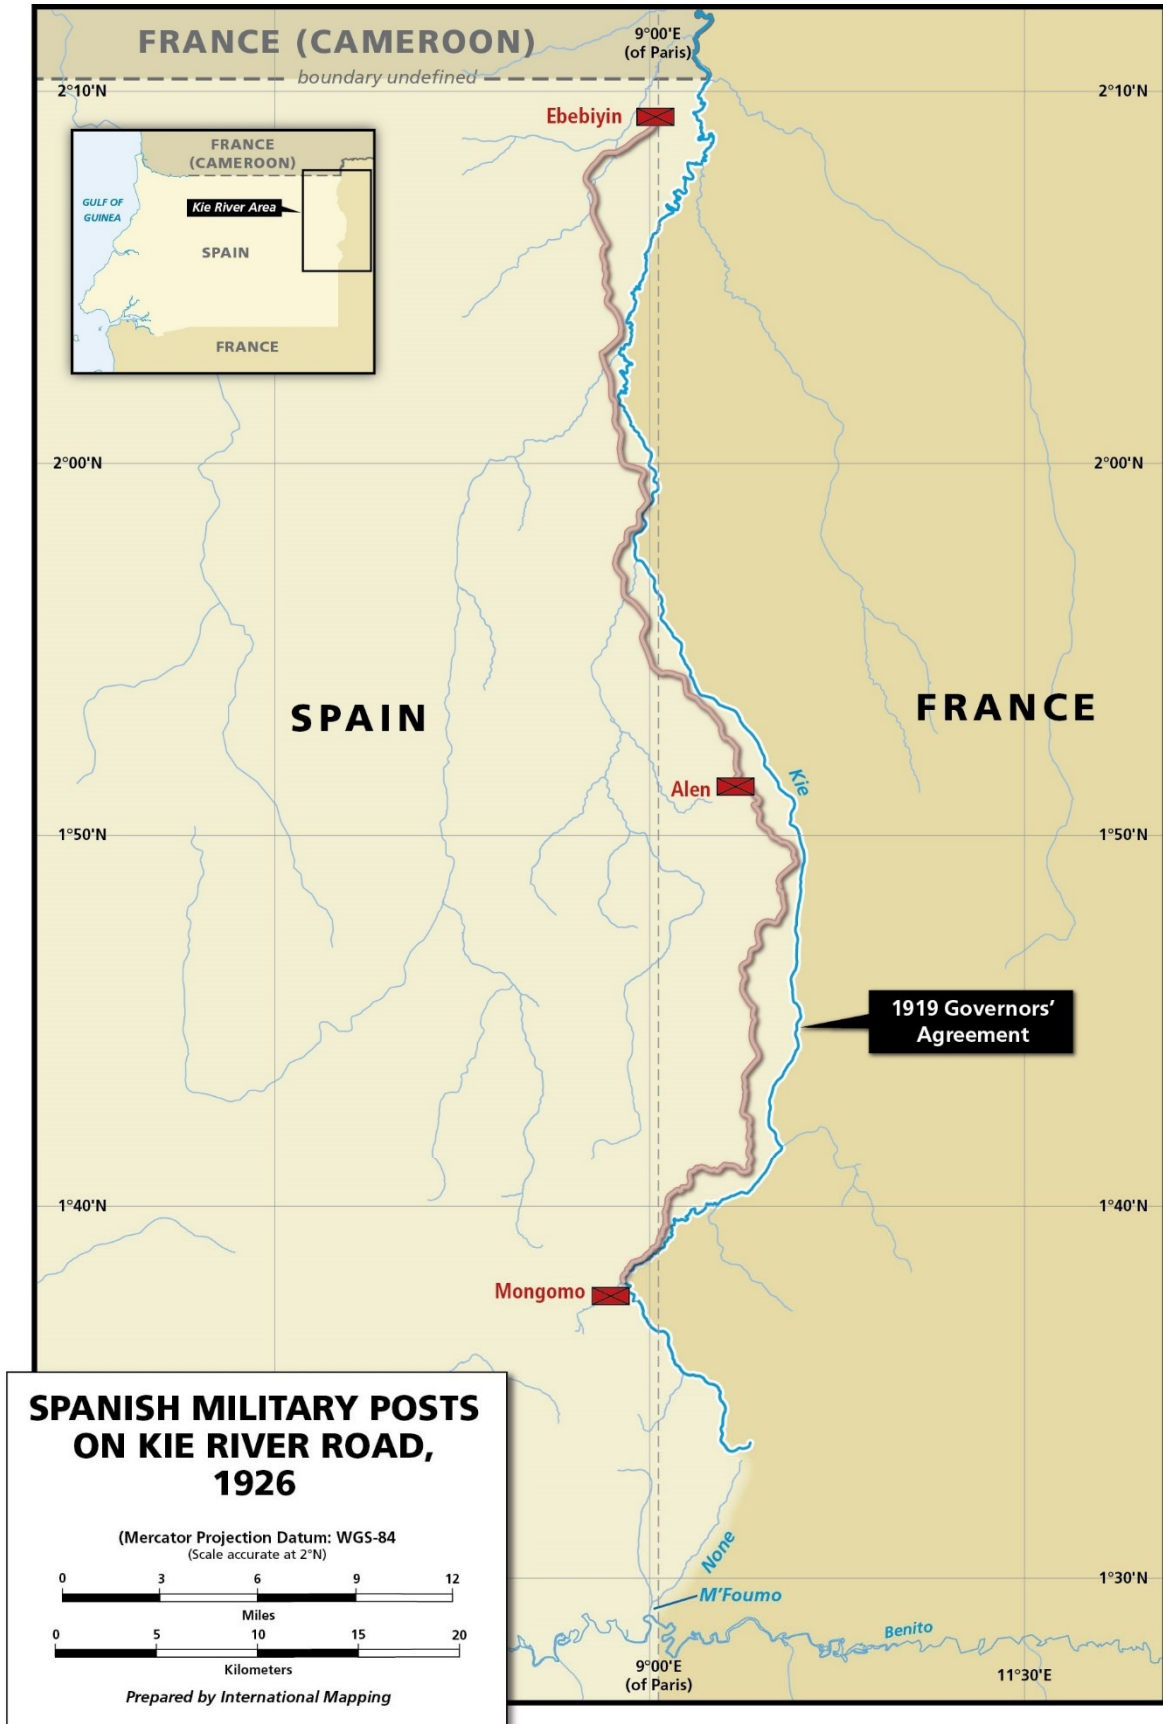 FRANCE (CAMEROON)
9°00'E
(of Paris)
boundary undefined
2°10'N
2°10'N
Ebebiyin
FRANCE
(CAMEROON)
GULF OF
GUINEA
Kie River Area
SPAIN
FRANCE
2°00'N
2°00'N
SPAIN
FRANCE
Kie
Alen
1°50'N
1°50'N
1919 Governors’
Agreement
1°40'N
1°40'N
Mongomo
SPANISH MILITARY POSTS
ON KIE RIVER ROAD,
1926
(Mercator Projection Datum: WGS-84
(Scale accurate at 2°N)
0 3 6 9 12
Miles
0 5 10 15 20
Kilometers
Prepared by International Mapping
None
1°30'N
M’Foumo
Benito
9°00'E
(of Paris)
11°30'E